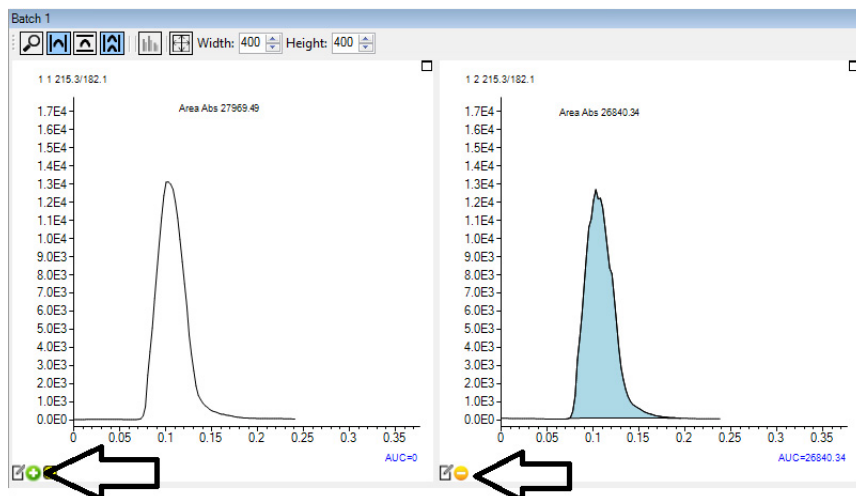 Batch 1
Width: 400 Height: 400
1 1 215.3/182.1
Area Abs 27969.49
1.7E4
1.6E4
1.5E4
1.4E4
1.3E4
1.2E4
1.1E4
1.0E4
9.0E3
8.0E3
7.0E3
6.0E3
5.0E3
4.0E3
3.0E3
2.0E3
1.0E3
0.0E0
0 0.05 0.1 0.15 0.2 0.25 0.3 0.35
AUC=0
1 2 215.3/182.1
Area Abs 26840.34
1.7E4
1.6E4
1.5E4
1.4E4
1.3E4
1.2E4
1.1E4
1.0E4
9.0E3
8.0E3
7.0E3
6.0E3
5.0E3
4.0E3
3.0E3
2.0E3
1.0E3
0.0E0
0 0.05 0.1 0.15 0.2 0.25 0.3 0.35
AUC=26840.34